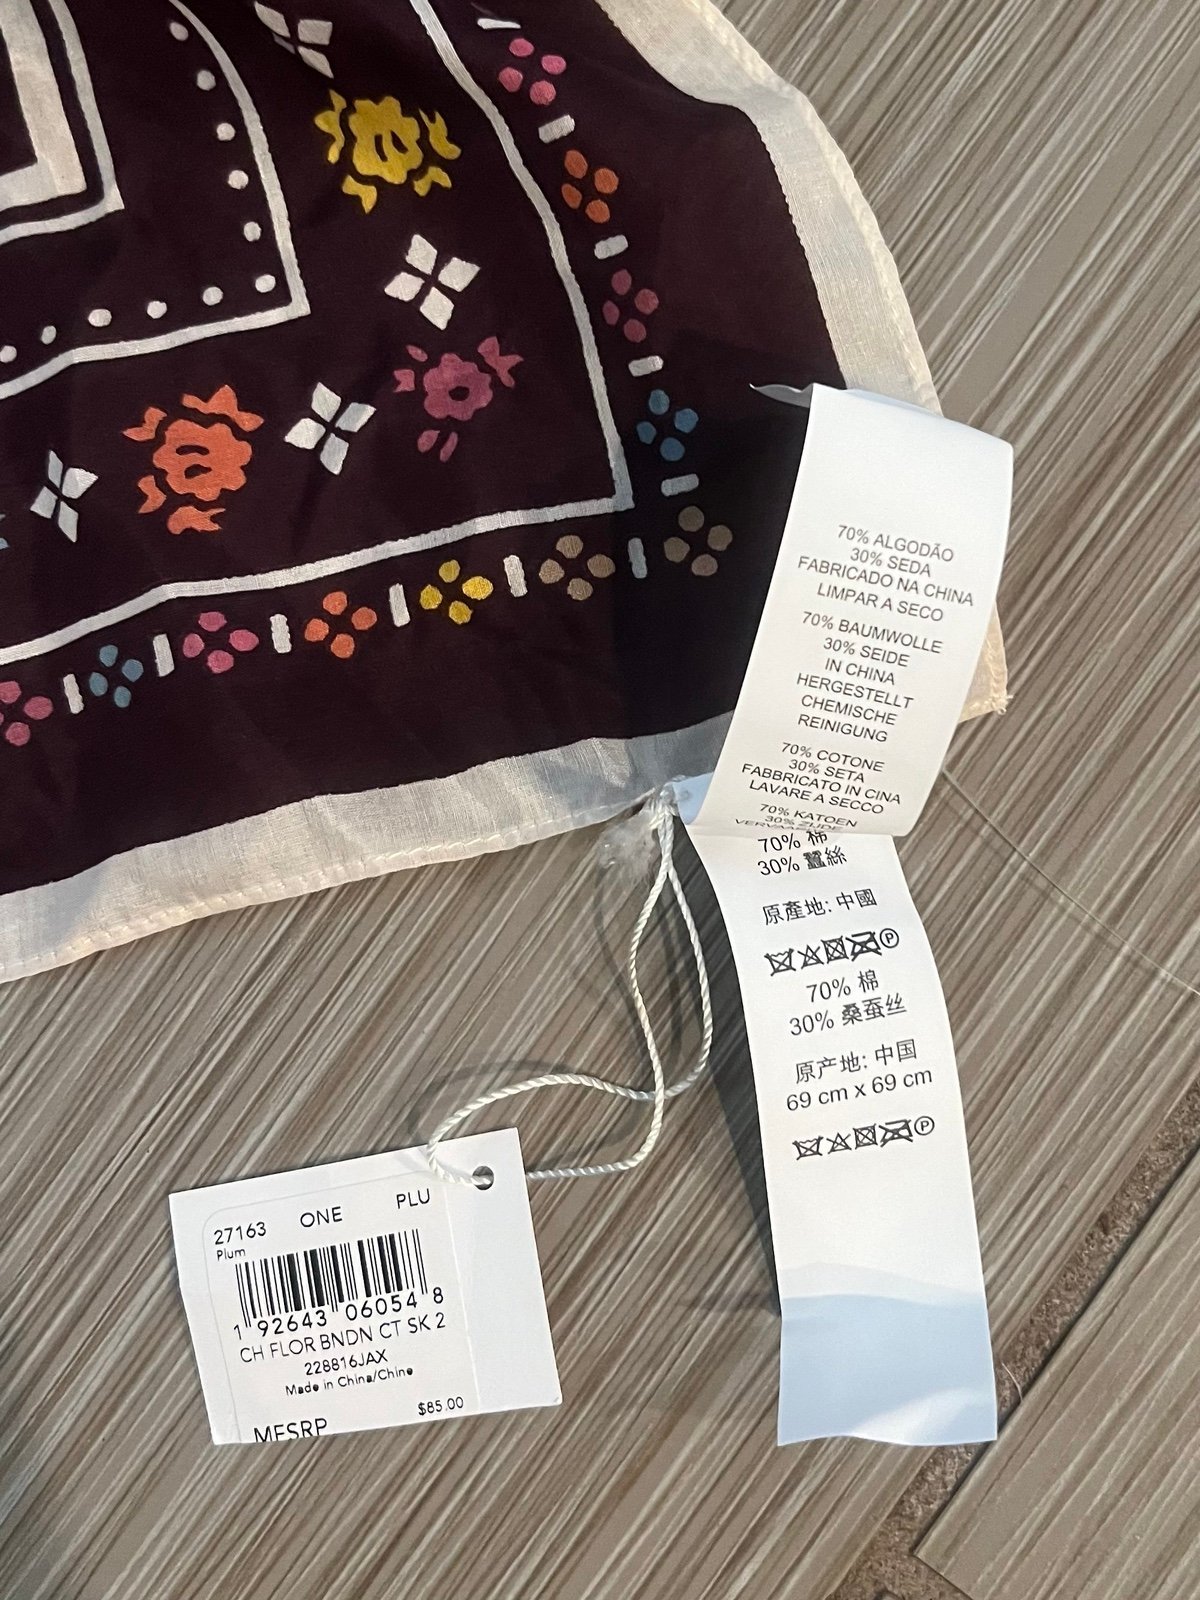 70% ALGODÃO
30% SEDA
FABRICADO NA CHINA
LIMPAR A SECO
70% BAUMWOLLE
30% SEIDE
IN CHINA
HERGESTELLT
CHEMISCHE
REINIGUNG
70% COTONE
30% SETA
FABBRICATO IN CINA
LAVARE A SECCO
70% KATOEN
30% ZIJDE
70% 棉
30% 蠶絲
原產地: 中國
P
70% 棉
30% 桑蚕丝
原产地: 中国
69 cm x 69 cm
P
27163 ONE PLU
Plum
1 92643 06054 8
CH FLOR BNDN CT SK 2
228816JAX
Made in China/Chine
$85.00
MFSRP